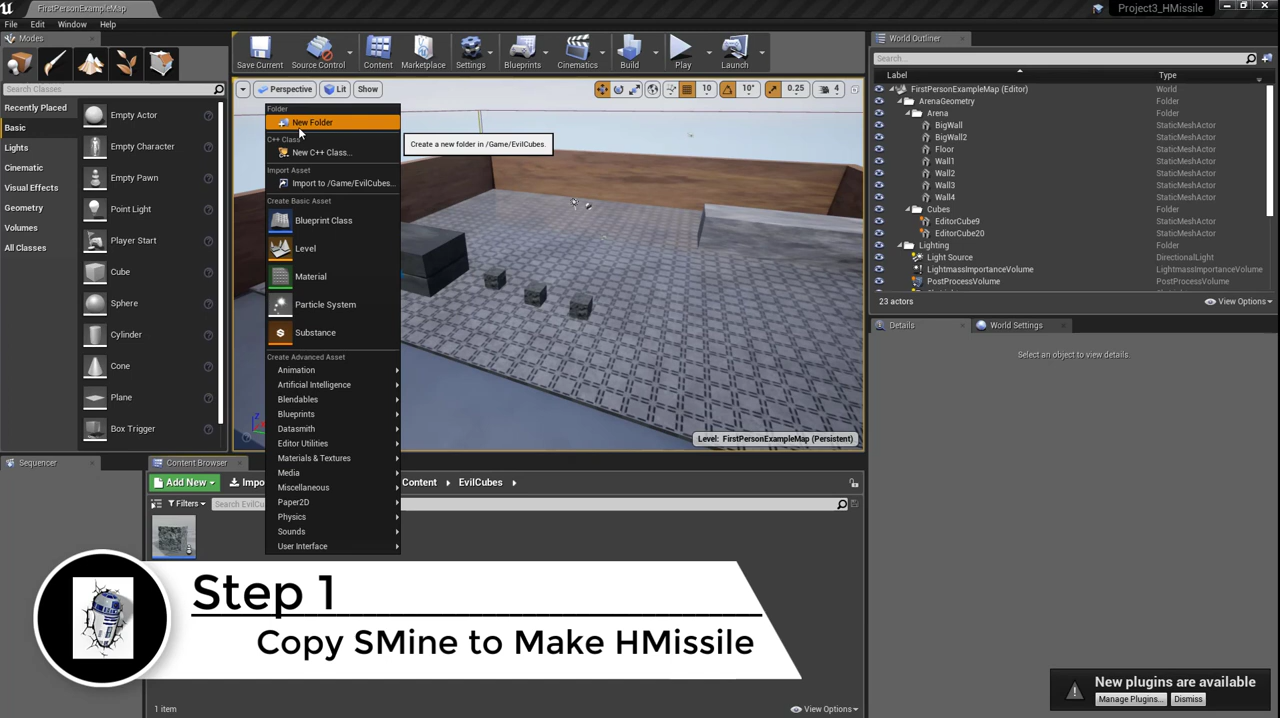 FirstPersonExampleMap
Project3_HMissile
File Edit Window Help
Modes
Search Classes
Recently Placed
Basic
Lights
Cinematic
Visual Effects
Geometry
Volumes
All Classes
Empty Actor
Empty Character
Empty Pawn
Point Light
Player Start
Cube
Sphere
Cylinder
Cone
Plane
Box Trigger
Save Current
Source Control
Content
Marketplace
Settings
Blueprints
Cinematics
Build
Play
Launch
Perspective
Lit
Show
10
10°
0.25
4
Folder
New Folder
Create a new folder in /Game/EvilCubes.
C++ Class
New C++ Class...
Import Asset
Import to /Game/EvilCubes...
Create Basic Asset
Blueprint Class
Level
Material
Particle System
Substance
Create Advanced Asset
Animation
Artificial Intelligence
Blendables
Blueprints
Datasmith
Editor Utilities
Materials & Textures
Media
Miscellaneous
Paper2D
Physics
Sounds
User Interface
Level: FirstPersonExampleMap (Persistent)
World Outliner
Search...
Label Type
FirstPersonExampleMap (Editor) World
ArenaGeometry Folder
Arena Folder
BigWall StaticMeshActor
BigWall2 StaticMeshActor
Floor StaticMeshActor
Wall1 StaticMeshActor
Wall2 StaticMeshActor
Wall3 StaticMeshActor
Wall4 StaticMeshActor
Cubes Folder
EditorCube9 StaticMeshActor
EditorCube20 StaticMeshActor
Lighting Folder
Light Source DirectionalLight
LightmassImportanceVolume LightmassImportanceVolume
PostProcessVolume PostProcessVolume
23 actors
View Options
Details
World Settings
Select an object to view details.
Sequencer
Content Browser
Add New
Impo
Content
EvilCubes
Filters
Search EvilCu
Step 1
Copy SMine to Make HMissile
1 item
View Options
New plugins are available
Manage Plugins...
Dismiss